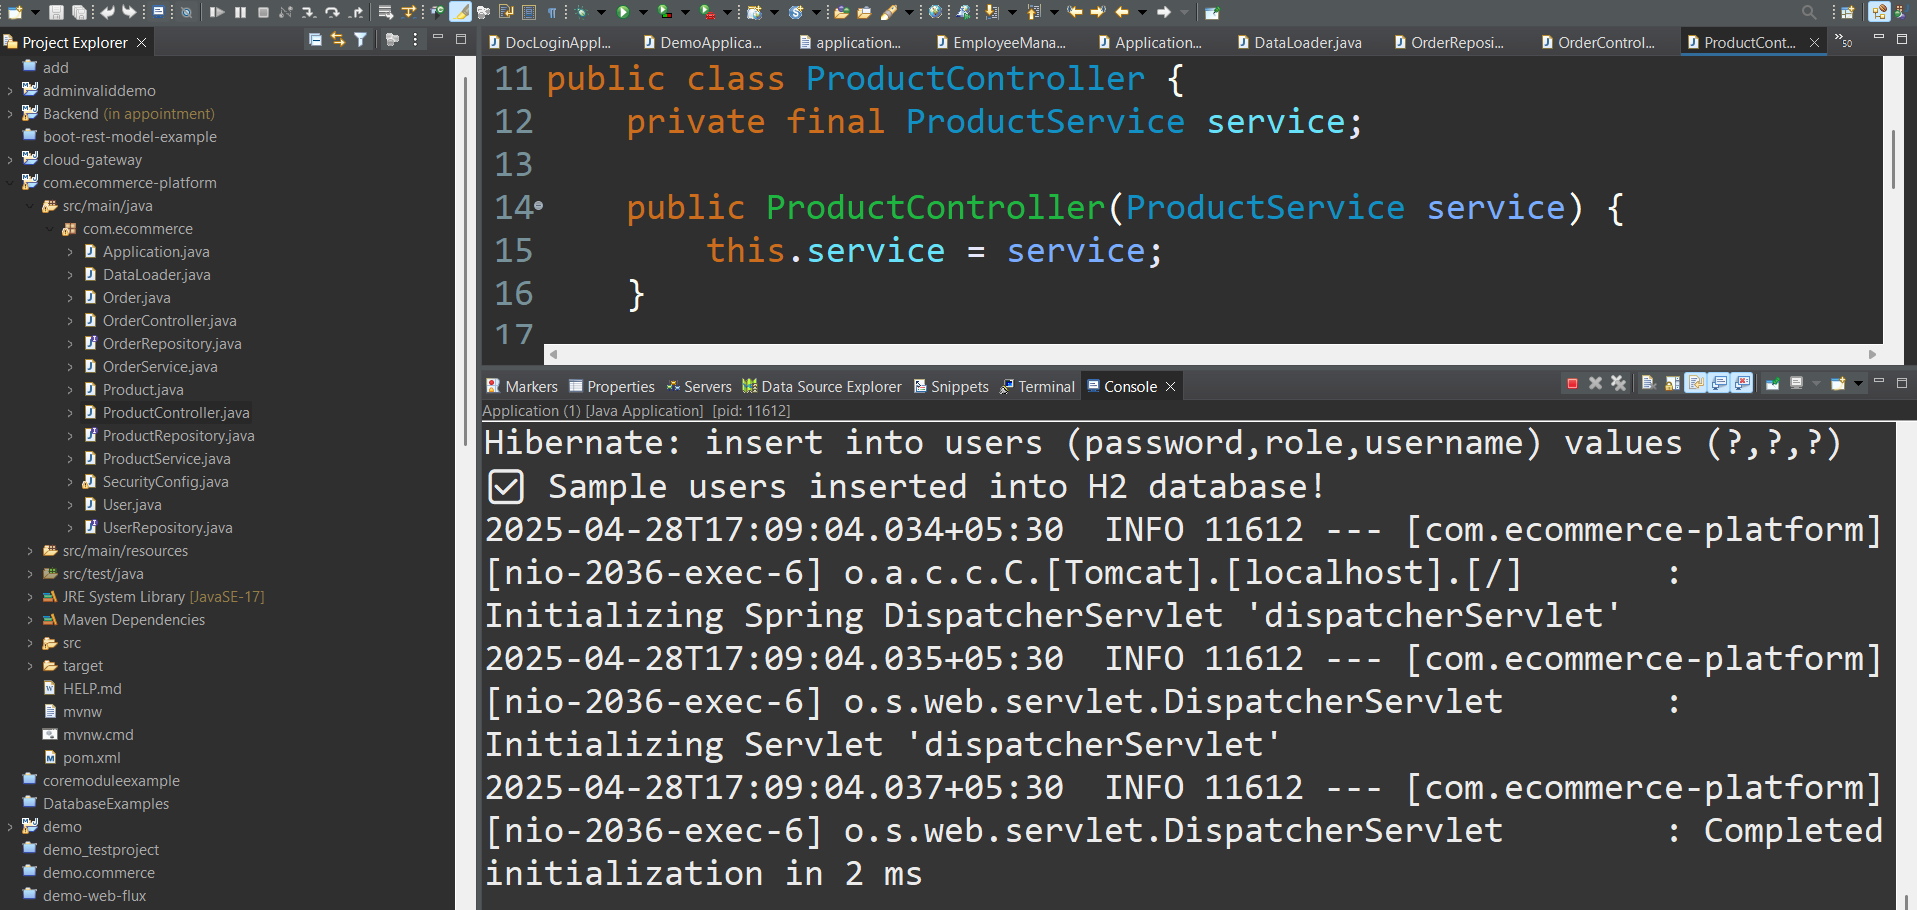 Project Explorer
add
adminvaliddemo
Backend (in appointment)
boot-rest-model-example
cloud-gateway
com.ecommerce-platform
src/main/java
com.ecommerce
Application.java
DataLoader.java
Order.java
OrderController.java
OrderRepository.java
OrderService.java
Product.java
ProductController.java
ProductRepository.java
ProductService.java
SecurityConfig.java
User.java
UserRepository.java
src/main/resources
src/test/java
JRE System Library [JavaSE-17]
Maven Dependencies
src
target
HELP.md
mvnw
mvnw.cmd
pom.xml
coremoduleexample
DatabaseExamples
demo
demo_testproject
demo.commerce
demo-web-flux
DocLoginAppl... DemoApplica... application... EmployeeMana... Application... DataLoader.java OrderReposi... OrderControl... ProductCont... 50
11 public class ProductController {
12 private final ProductService service;
13
14 public ProductController(ProductService service) {
15 this.service = service;
16 }
17
Markers Properties Servers Data Source Explorer Snippets Terminal Console
Application (1) [Java Application] [pid: 11612]
Hibernate: insert into users (password,role,username) values (?,?,?)
Sample users inserted into H2 database!
2025-04-28T17:09:04.034+05:30 INFO 11612 --- [com.ecommerce-platform]
[nio-2036-exec-6] o.a.c.c.C.[Tomcat].[localhost].[/] :
Initializing Spring DispatcherServlet 'dispatcherServlet'
2025-04-28T17:09:04.035+05:30 INFO 11612 --- [com.ecommerce-platform]
[nio-2036-exec-6] o.s.web.servlet.DispatcherServlet :
Initializing Servlet 'dispatcherServlet'
2025-04-28T17:09:04.037+05:30 INFO 11612 --- [com.ecommerce-platform]
[nio-2036-exec-6] o.s.web.servlet.DispatcherServlet : Completed
initialization in 2 ms